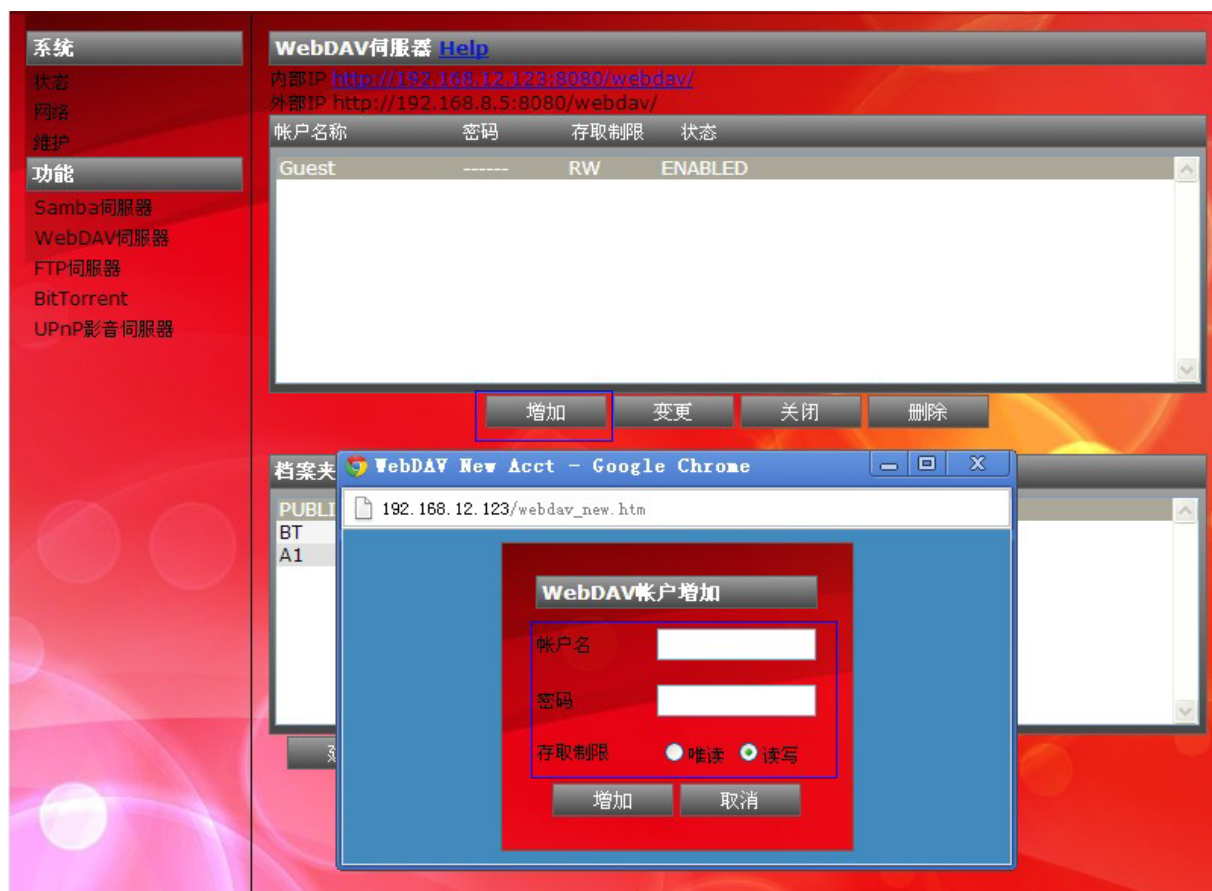 系统
状态
网络
维护
功能
Samba伺服器
WebDAV伺服器
FTP伺服器
BitTorrent
UPnP影音伺服器
WebDAV伺服器 Help
内部IP http://192.168.12.123:8080/webdav/
外部IP http://192.168.8.5:8080/webdav/
帐户名称 密码 存取制限 状态
Guest ------ RW ENABLED
增加 变更 关闭 删除
档案夹
PUBLI
BT
A1
WebDAV New Acct - Google Chrome
192.168.12.123/webdav_new.htm
WebDAV帐户增加
帐户名
密码
存取制限 唯读 读写
增加 取消